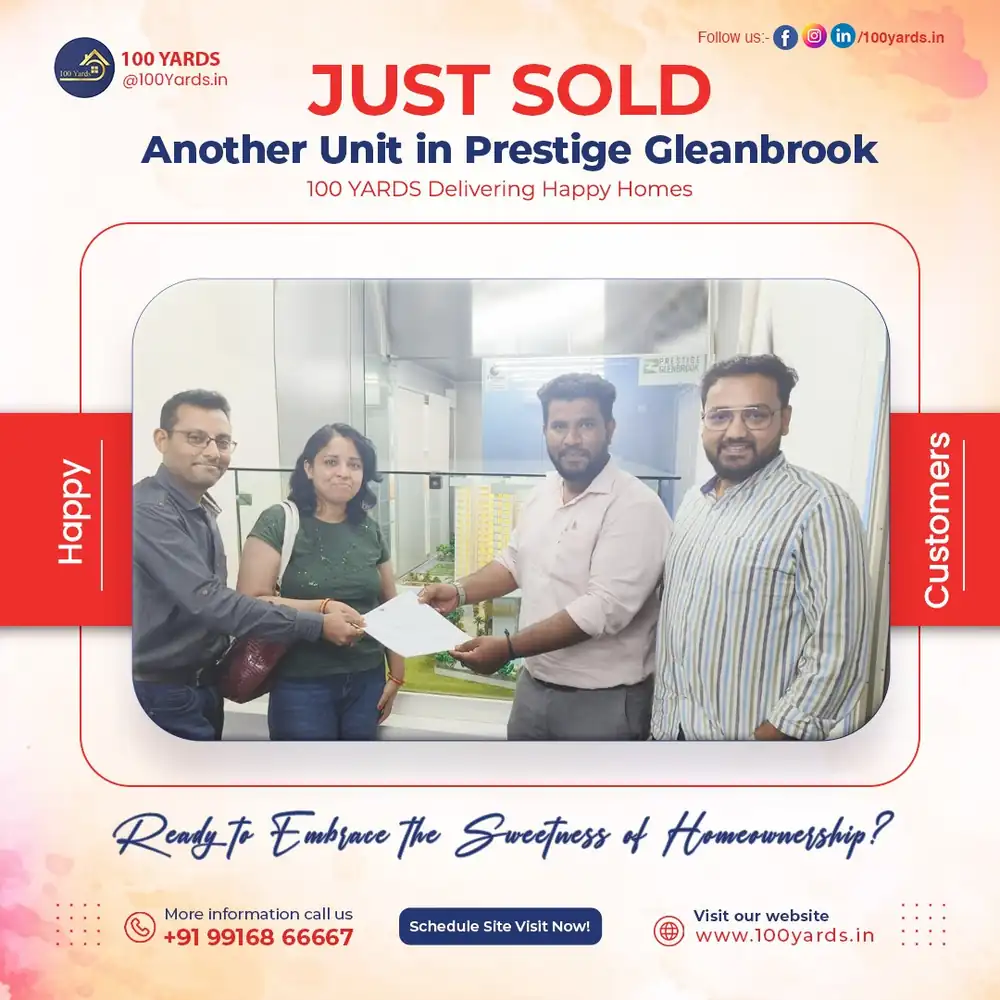 100 Yards
100 YARDS
@100Yards.in
Follow us:- /100yards.in
JUST SOLD
Another Unit in Prestige Gleanbrook
100 YARDS Delivering Happy Homes
PRESTIGE
GLENBROOK
Happy
Customers
Ready to Embrace the Sweetness of Homeownership?
More information call us
+91 99168 66667
Schedule Site Visit Now!
Visit our website
www.100yards.in